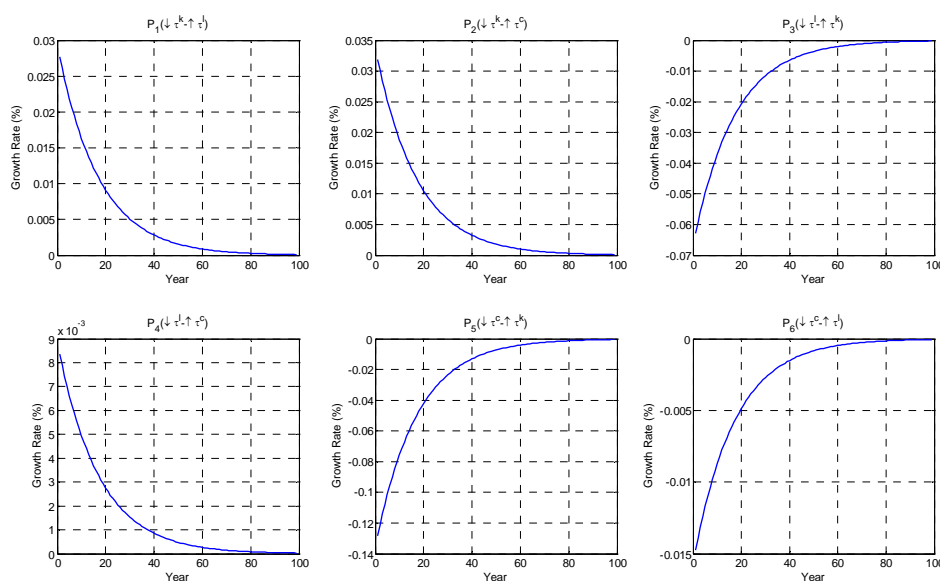 P₁(↓ τᵏ-↑ τˡ)
0.03
0.025
0.02
0.015
0.01
0.005
0
Growth Rate (%)
0 20 40 60 80 100
Year
P₂(↓ τᵏ-↑ τᶜ)
0.035
0.03
0.025
0.02
0.015
0.01
0.005
0
Growth Rate (%)
0 20 40 60 80 100
Year
P₃(↓ τˡ-↑ τᵏ)
0
-0.01
-0.02
-0.03
-0.04
-0.05
-0.06
-0.07
Growth Rate (%)
0 20 40 60 80 100
Year
P₄(↓ τˡ-↑ τᶜ)
x 10⁻³
9
8
7
6
5
4
3
2
1
0
Growth Rate (%)
0 20 40 60 80 100
Year
P₅(↓ τᶜ-↑ τᵏ)
0
-0.02
-0.04
-0.06
-0.08
-0.1
-0.12
-0.14
Growth Rate (%)
0 20 40 60 80 100
Year
P₆(↓ τᶜ-↑ τˡ)
0
-0.005
-0.01
-0.015
Growth Rate (%)
0 20 40 60 80 100
Year